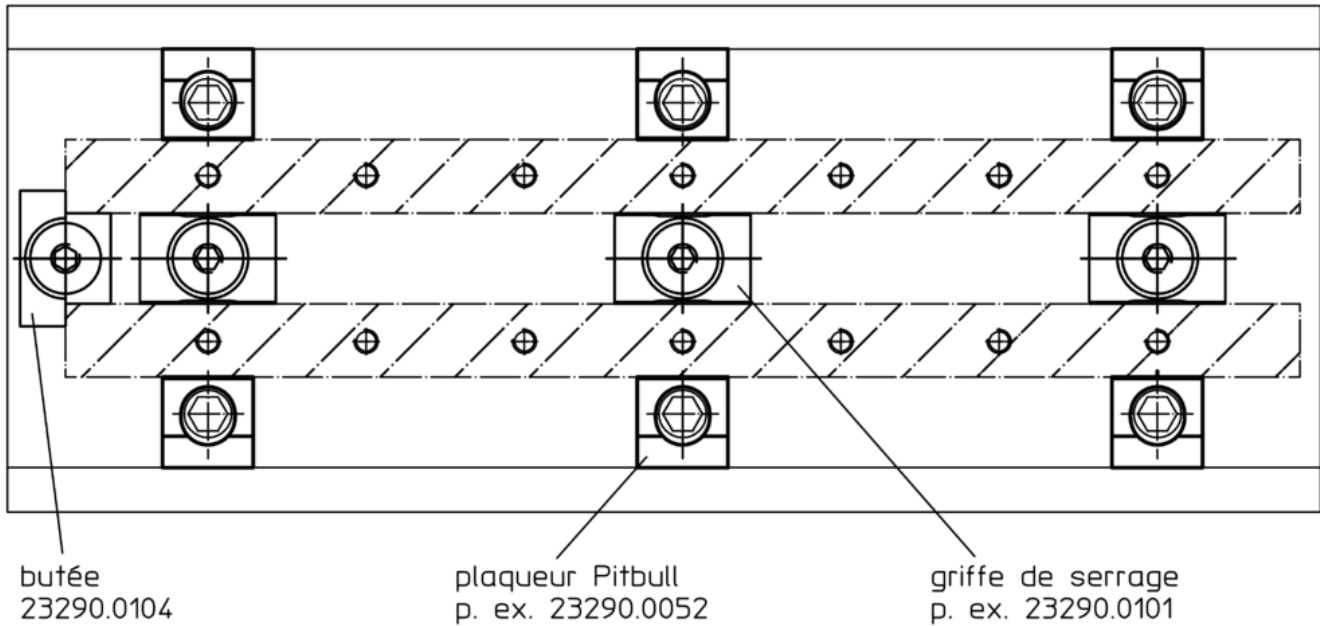 butée
23290.0104
plaqueur Pitbull
p. ex. 23290.0052
griffe de serrage
p. ex. 23290.0101